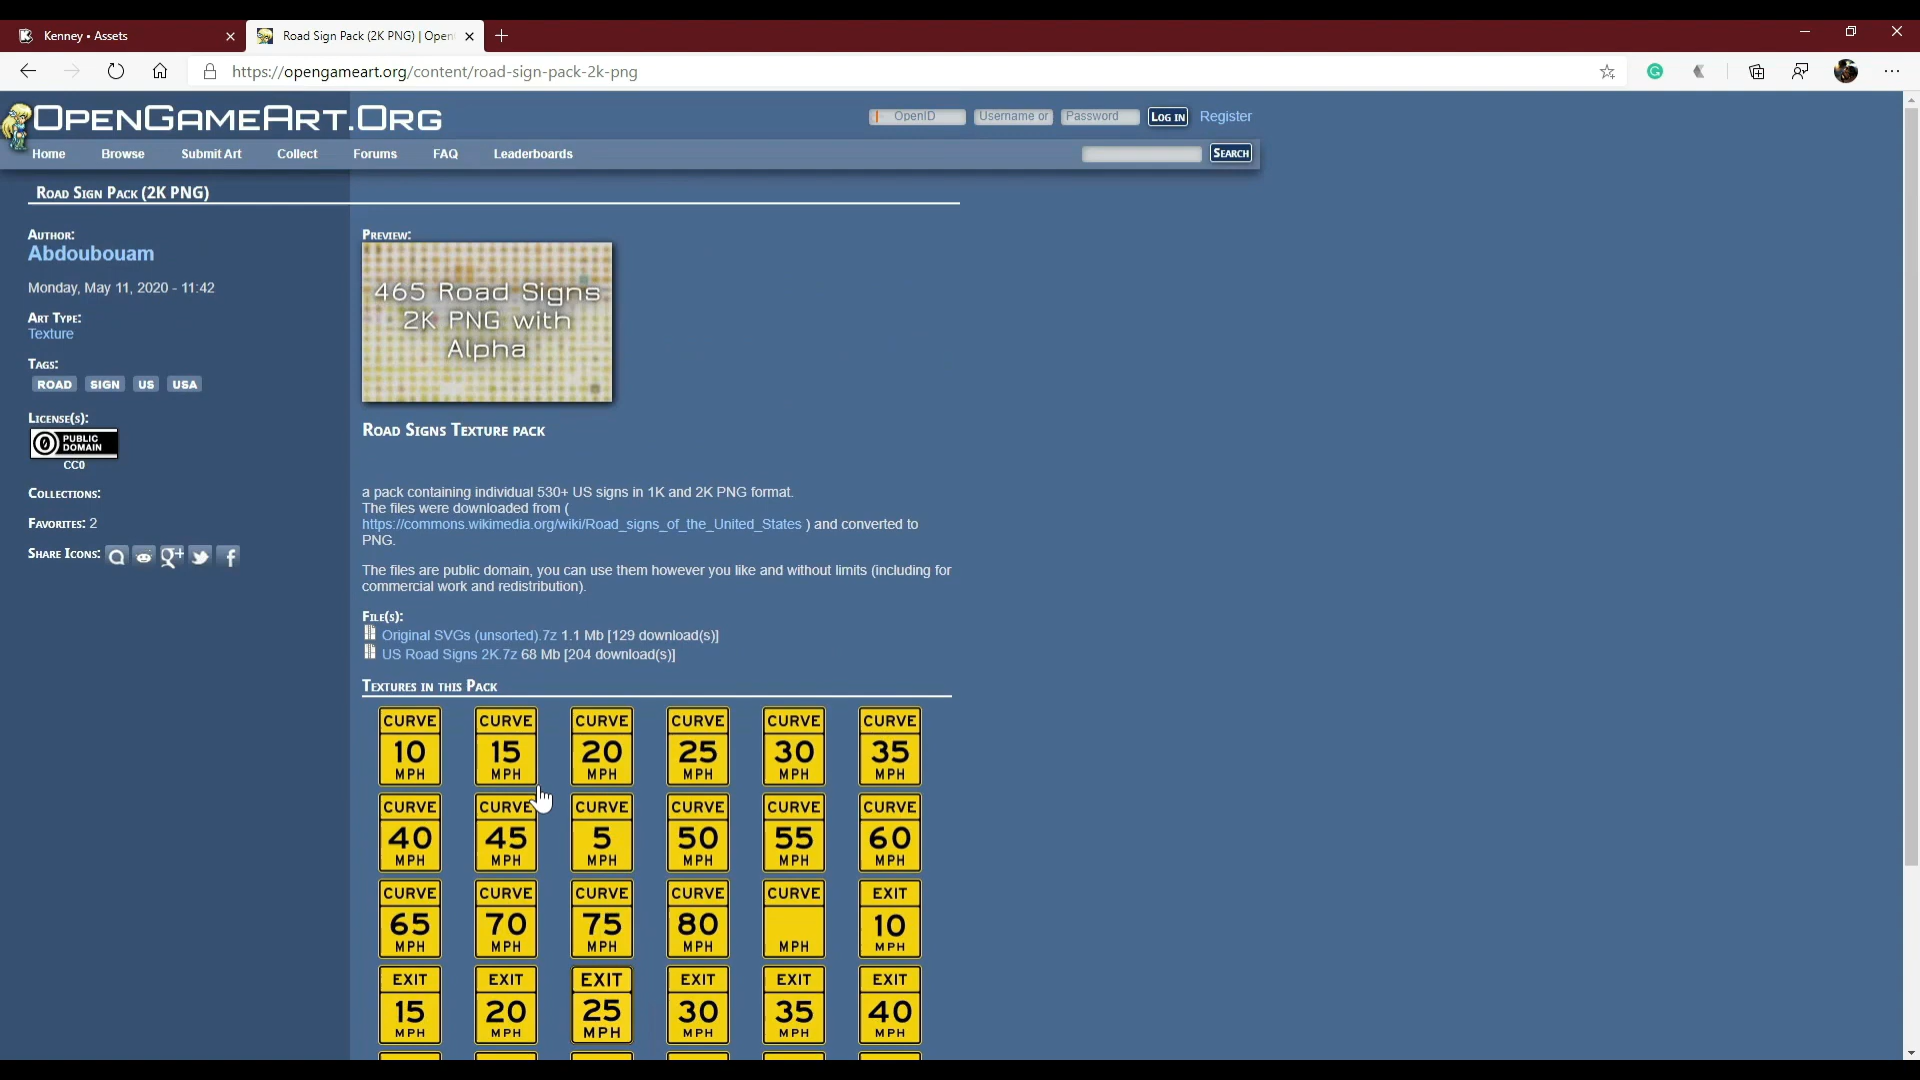 Kenney • Assets
Road Sign Pack (2K PNG) | Open
https://opengameart.org/content/road-sign-pack-2k-png
OpenGameArt.Org
OpenID
Username or
Password
Log in
Register
Home
Browse
Submit Art
Collect
Forums
FAQ
Leaderboards
Search
Road Sign Pack (2K PNG)
Author:
Abdoubouam
Monday, May 11, 2020 - 11:42
Art Type:
Texture
Tags:
ROAD SIGN US USA
License(s):
PUBLIC
DOMAIN
CC0
Collections:
Favorites: 2
Share Icons:
Preview:
465 Road Signs
2K PNG with
Alpha
Road Signs Texture pack
a pack containing individual 530+ US signs in 1K and 2K PNG format.
The files were downloaded from (
https://commons.wikimedia.org/wiki/Road_signs_of_the_United_States ) and converted to
PNG.
The files are public domain, you can use them however you like and without limits (including for
commercial work and redistribution).
File(s):
Original SVGs (unsorted).7z 1.1 Mb [129 download(s)]
US Road Signs 2K.7z 68 Mb [204 download(s)]
Textures in this Pack
CURVE CURVE CURVE CURVE CURVE CURVE
10 15 20 25 30 35
MPH MPH MPH MPH MPH MPH
CURVE CURVE CURVE CURVE CURVE CURVE
40 45 5 50 55 60
MPH MPH MPH MPH MPH MPH
CURVE CURVE CURVE CURVE CURVE EXIT
65 70 75 80 10
MPH MPH MPH MPH MPH MPH
EXIT EXIT EXIT EXIT EXIT EXIT
15 20 25 30 35 40
MPH MPH MPH MPH MPH MPH